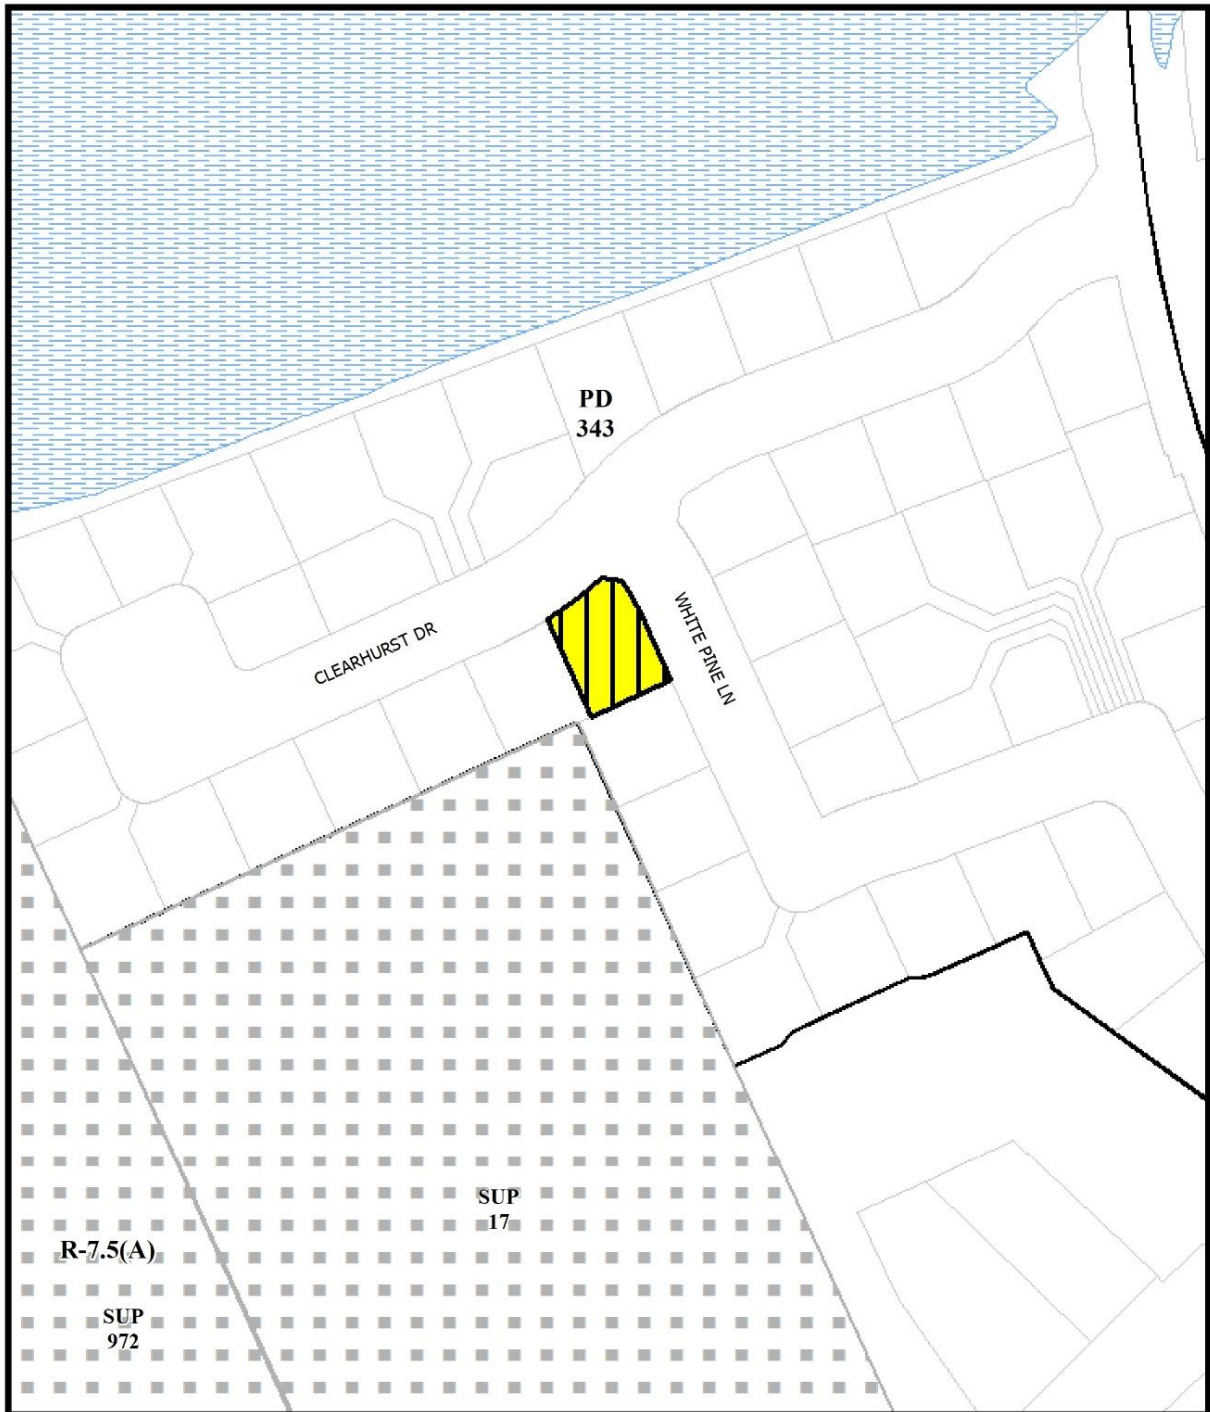 PD
343
WHITE PINE LN
CLEARHURST DR
SUP
17
R-7.5(A)
SUP
972